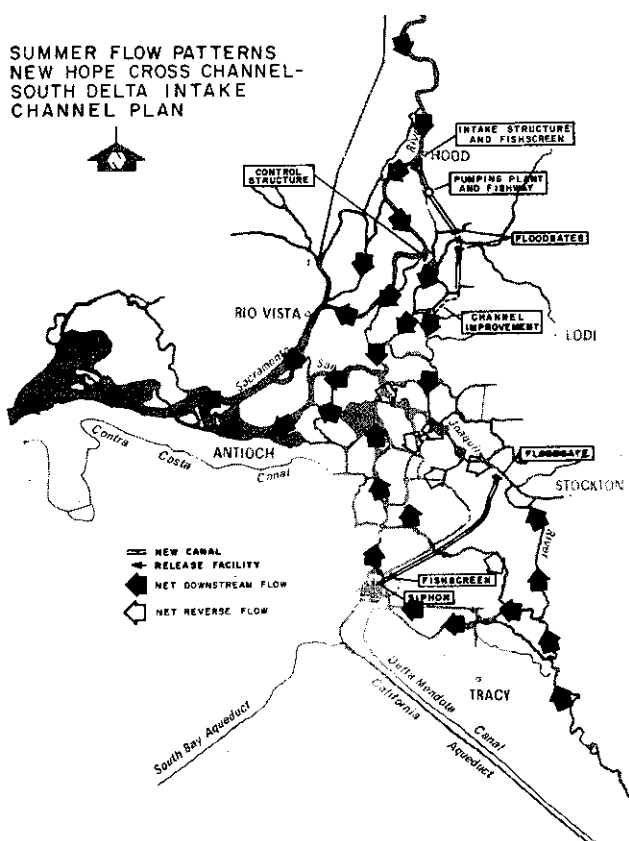 SUMMER FLOW PATTERNS
NEW HOPE CROSS CHANNEL-
SOUTH DELTA INTAKE
CHANNEL PLAN
River
INTAKE STRUCTURE
AND FISHSCREEN
HOOD
CONTROL
STRUCTURE
PUMPING PLANT
AND FISHWAY
FLOODGATES
RIO VISTA
CHANNEL
IMPROVEMENT
LODI
Sacramento
San
Joaquin
Contra
Costa
Canal
ANTIOCH
FLOODGATE
STOCKTON
River
NEW CANAL
RELEASE FACILITY
NET DOWNSTREAM FLOW
NET REVERSE FLOW
FISHSCREEN
SIPHON
TRACY
Delta Mendota Canal
California Aqueduct
South Bay Aqueduct